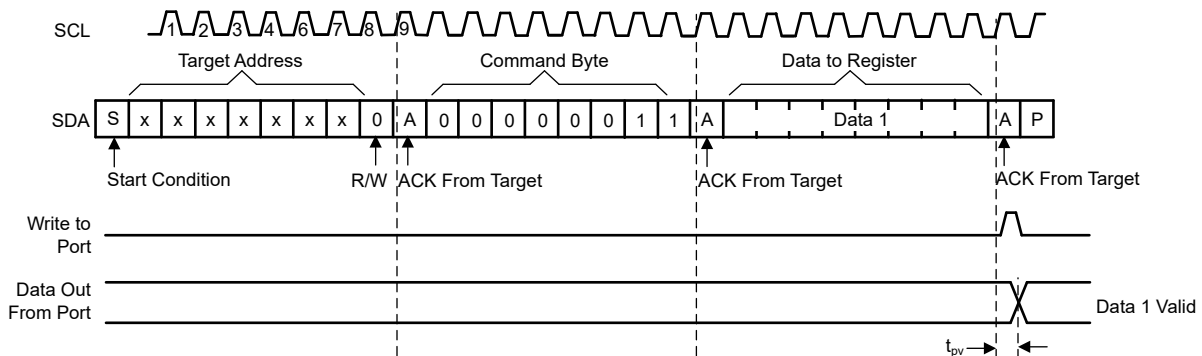 SCL 1 2 3 4 6 7 8 9
Target Address Command Byte Data to Register
SDA S x x x x x x x 0 A 0 0 0 0 0 0 1 1 A Data 1 A P
Start Condition R/W ACK From Target ACK From Target ACK From Target
Write to
Port
Data Out
From Port
Data 1 Valid
tpv